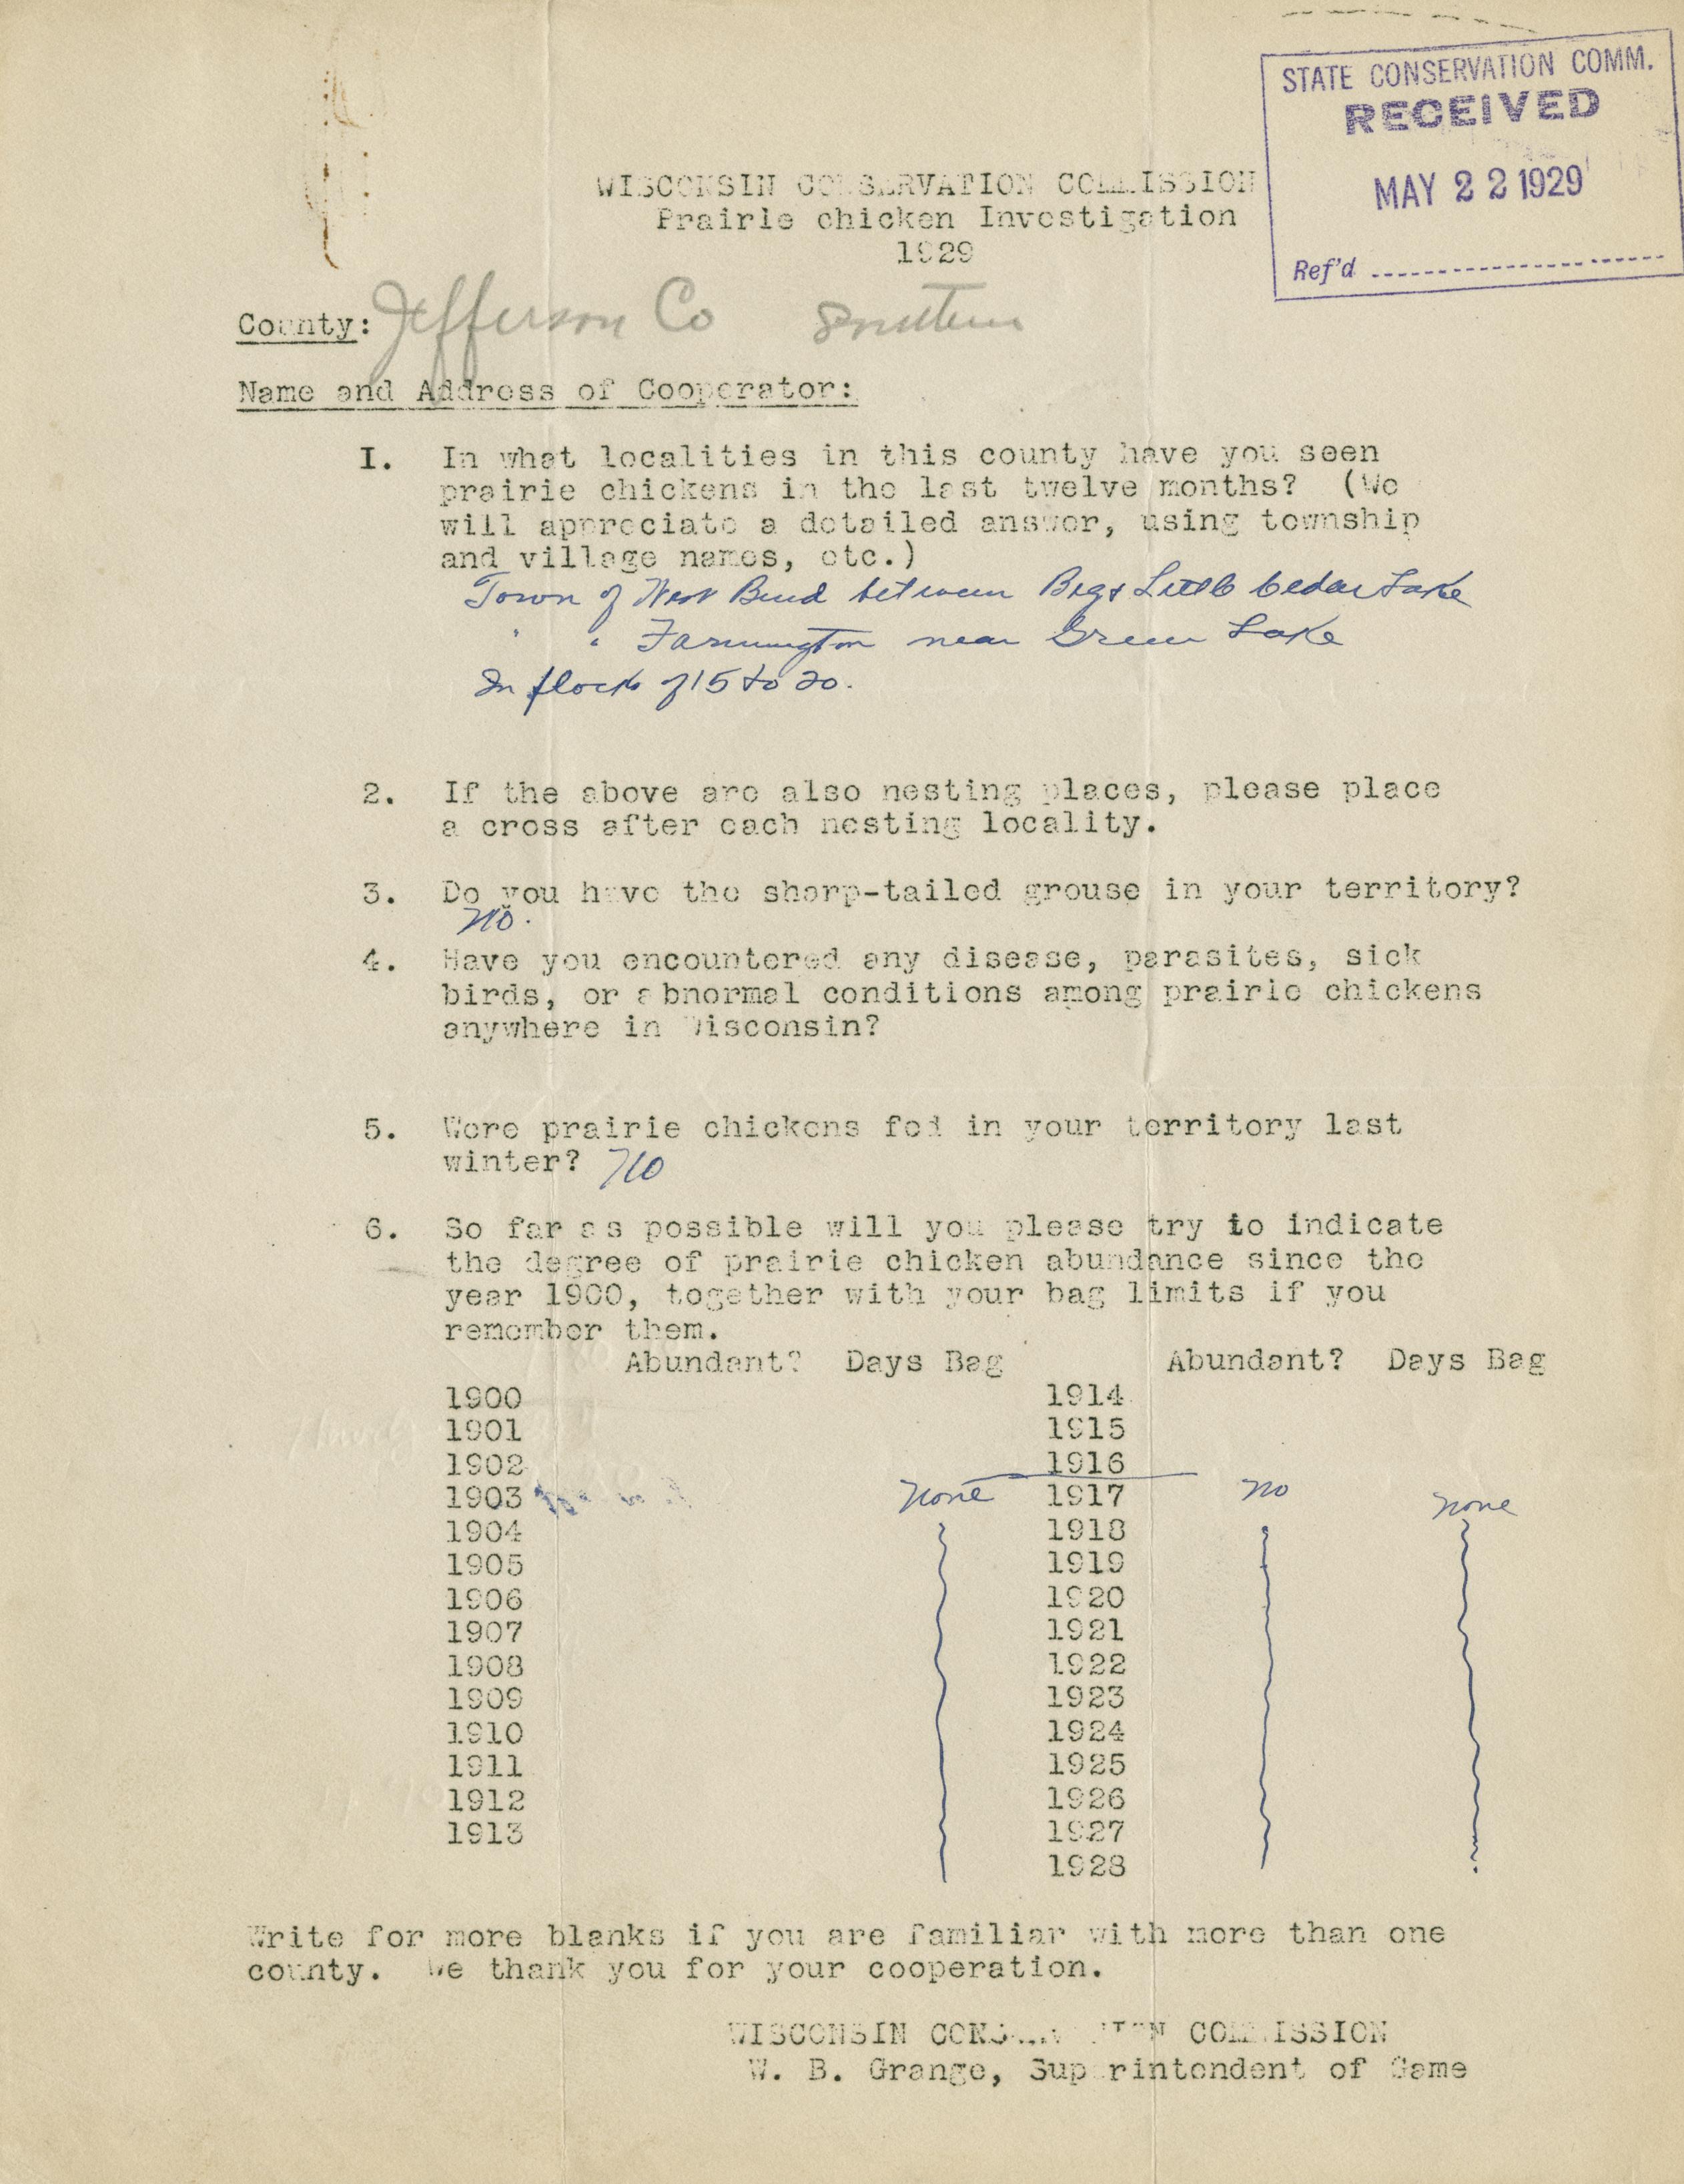 STATE CONSERVATION COMM.
RECEIVED
MAY 22 1929
Ref'd
WISCONSIN CONSERVATION COMMISSION
Prairie chicken Investigation
1929
County: Jefferson Co
Name and Address of Cooperator:
I. In what localities in this county have you seen
prairie chickens in the last twelve months? (We
will appreciate a detailed answer, using township
and village names, etc.)
Town of West Bend between Big & Little Cedar Lake
" " Farmington near Green Lake
In flocks of 15 to 20.
2. If the above are also nesting places, please place
a cross after each nesting locality.
3. Do you have the sharp-tailed grouse in your territory?
No.
4. Have you encountered any disease, parasites, sick
birds, or abnormal conditions among prairie chickens
anywhere in Wisconsin?
5. Were prairie chickens fed in your territory last
winter? No
6. So far as possible will you please try to indicate
the degree of prairie chicken abundance since the
year 1900, together with your bag limits if you
remember them.
Abundant? Days Bag Abundant? Days Bag
1900 1914
1901 1915
1902 1916
1903 none 1917 no none
1904 1918
1905 1919
1906 1920
1907 1921
1908 1922
1909 1923
1910 1924
1911 1925
1912 1926
1913 1927
1928
Write for more blanks if you are familiar with more than one
county. We thank you for your cooperation.
WISCONSIN CONSERVATION COMMISSION
W. B. Grange, Superintendent of Game